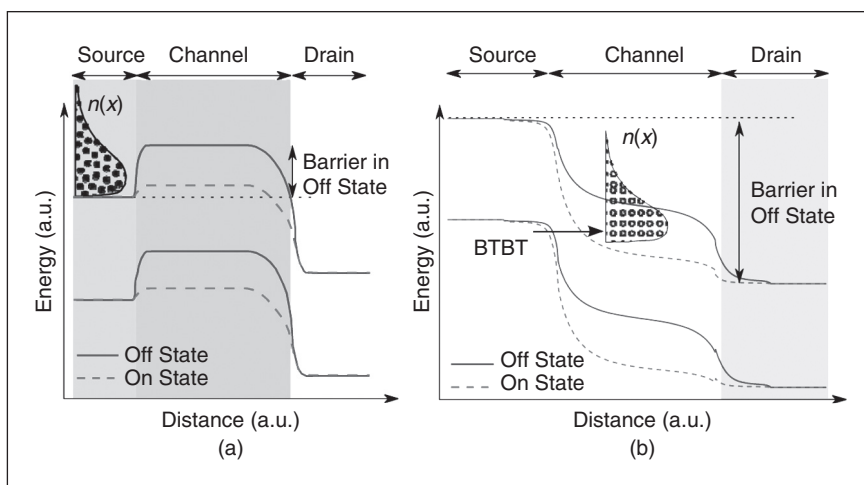 Source Channel Drain
n(x)
Barrier in
Off State
Energy (a.u.)
Off State
On State
Distance (a.u.)
(a)
Source Channel Drain
n(x)
Barrier in
Off State
BTBT
Energy (a.u.)
Off State
On State
Distance (a.u.)
(b)